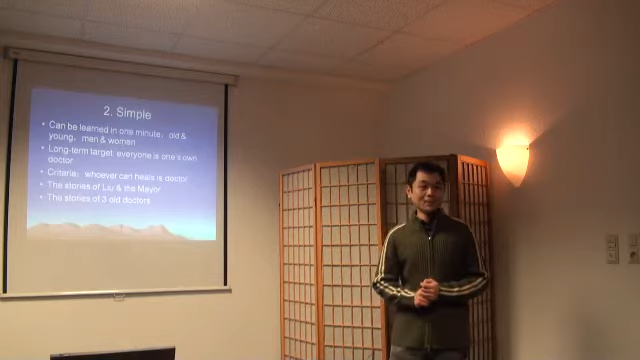 2. Simple
• Can be learned in one minute, old &
young, men & women
• Long-term target: everyone is one's own
doctor
• Criteria: whoever can heals is doctor
• The stories of Liu & the Mayor
• The stories of 3 old doctors